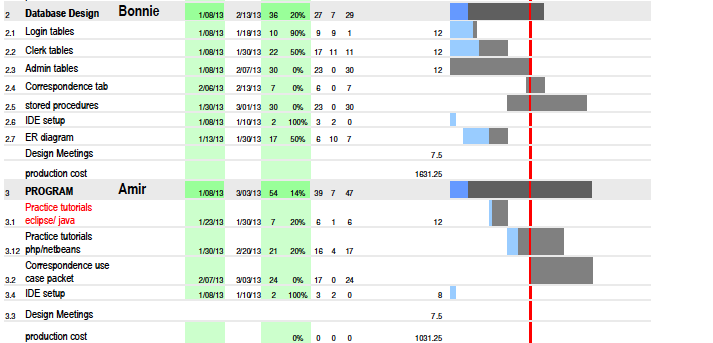 2 Database Design Bonnie 1/08/13 2/13/13 36 20% 27 7 29
2.1 Login tables 1/08/13 1/18/13 10 90% 9 9 1 12
2.2 Clerk tables 1/08/13 1/30/13 22 50% 17 11 11 12
2.3 Admin tables 1/08/13 2/07/13 30 0% 23 0 30 12
2.4 Correspondence tab 2/06/13 2/13/13 7 0% 6 0 7
2.5 stored procedures 1/30/13 3/01/13 30 0% 23 0 30
2.6 IDE setup 1/08/13 1/10/13 2 100% 3 2 0
2.7 ER diagram 1/13/13 1/30/13 17 50% 6 10 7
Design Meetings 7.5
production cost 1631.25
3 PROGRAM Amir 1/08/13 3/03/13 54 14% 39 7 47
Practice tutorials
3.1 eclipse/ java 1/23/13 1/30/13 7 20% 6 1 6 12
Practice tutorials
3.12 php/netbeans 1/30/13 2/20/13 21 20% 16 4 17
Correspondence use
3.2 case packet 2/07/13 3/03/13 24 0% 17 0 24
3.4 IDE setup 1/08/13 1/10/13 2 100% 3 2 0 8
3.3 Design Meetings 7.5
production cost 0% 0 0 0 1031.25